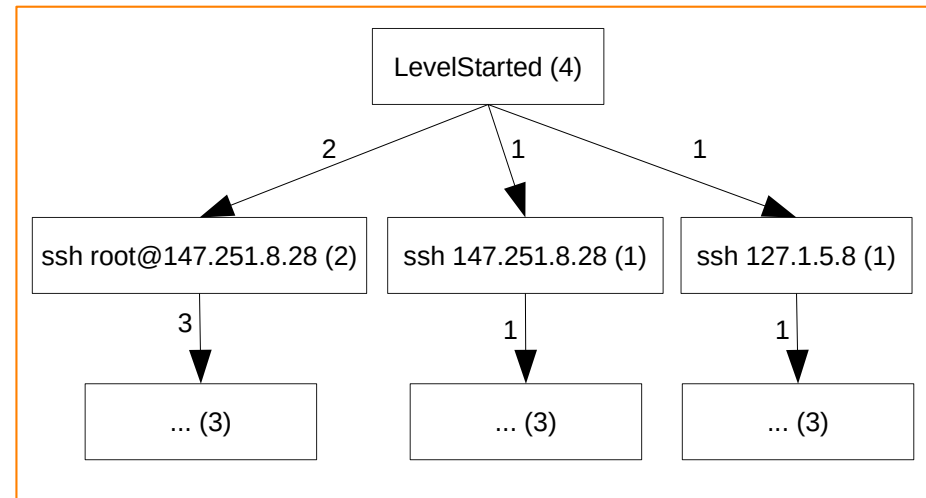 LevelStarted (4)
2
1
1
ssh root@147.251.8.28 (2)
ssh 147.251.8.28 (1)
ssh 127.1.5.8 (1)
3
1
1
... (3)
... (3)
... (3)